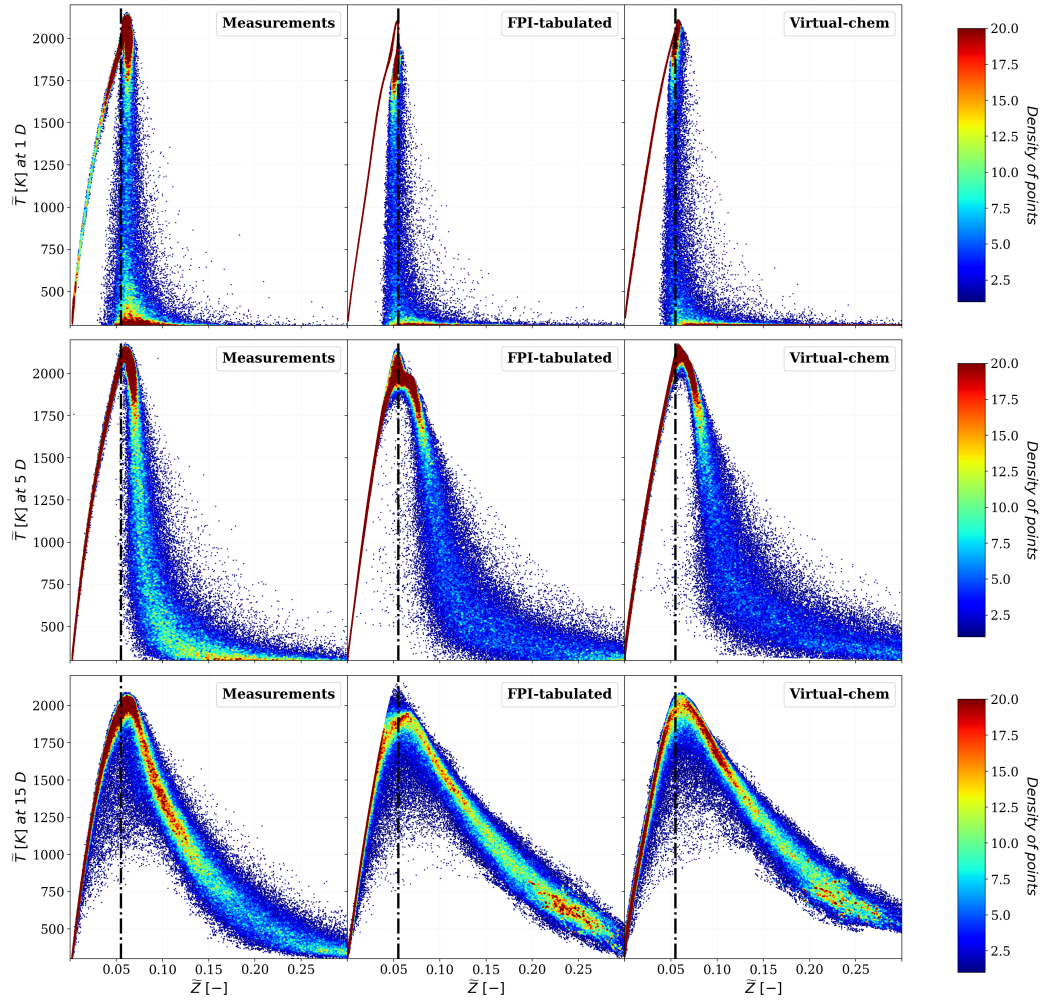 Measurements
FPI-tabulated
Virtual-chem
T̃ [K] at 1 D
2000
1750
1500
1250
1000
750
500
20.0
17.5
15.0
12.5
10.0
7.5
5.0
2.5
Density of points
Measurements
FPI-tabulated
Virtual-chem
T̃ [K] at 5 D
2000
1750
1500
1250
1000
750
500
20.0
17.5
15.0
12.5
10.0
7.5
5.0
2.5
Density of points
Measurements
FPI-tabulated
Virtual-chem
T̃ [K] at 15 D
2000
1750
1500
1250
1000
750
500
20.0
17.5
15.0
12.5
10.0
7.5
5.0
2.5
Density of points
0.05 0.10 0.15 0.20 0.25
0.05 0.10 0.15 0.20 0.25
0.05 0.10 0.15 0.20 0.25
Z̃ [−]
Z̃ [−]
Z̃ [−]